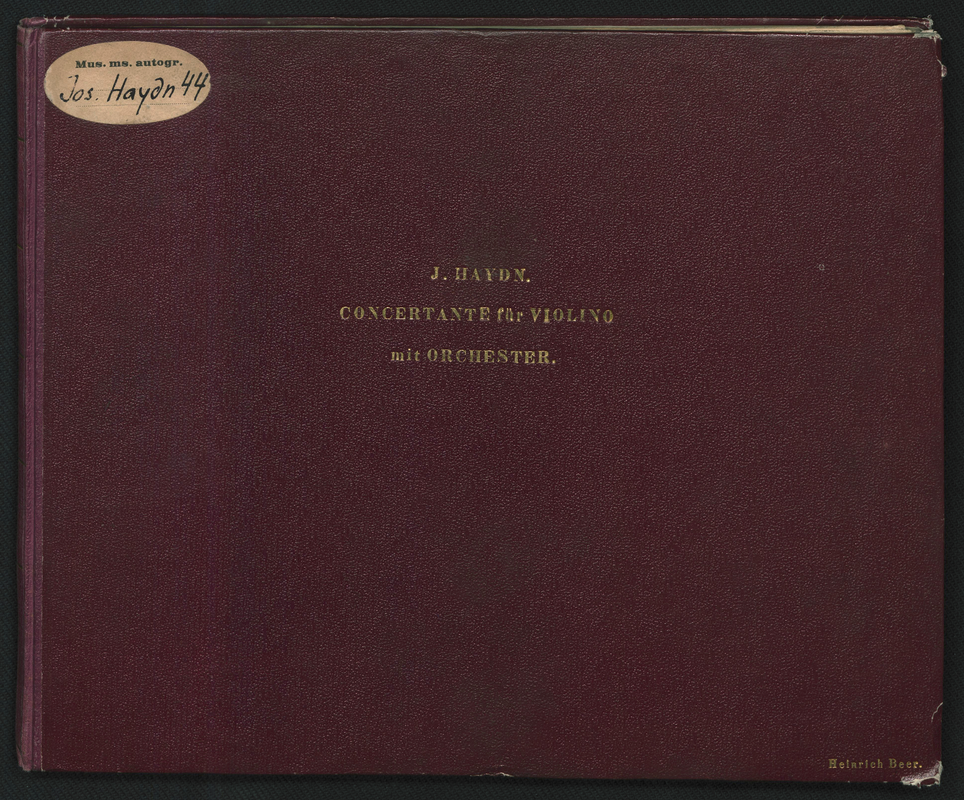 Mus. ms. autogr.
Jos. Haydn 44
J. HAYDN.
CONCERTANTE für VIOLINO
mit ORCHESTER.
Heinrich Beer.